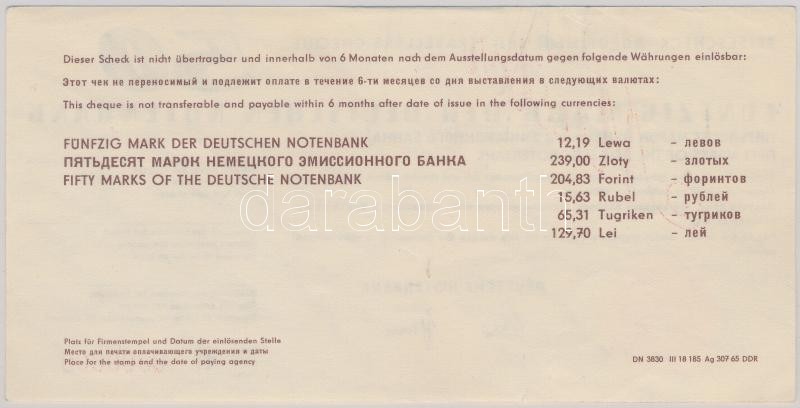 Dieser Scheck ist nicht übertragbar und innerhalb von 6 Monaten nach dem Ausstellungsdatum gegen folgende Währungen einlösbar:
Этот чек не переносимый и подлежит оплате в течение 6-ти месяцев со дня выставления в следующих валютах:
This cheque is not transferable and payable within 6 months after date of issue in the following currencies:
FÜNFZIG MARK DER DEUTSCHEN NOTENBANK
ПЯТЬДЕСЯТ МАРОК НЕМЕЦКОГО ЭМИССИОННОГО БАНКА
FIFTY MARKS OF THE DEUTSCHE NOTENBANK
12,19 Lewa – левов
239,00 Zloty – злотых
204,83 Forint – форинтов
15,63 Rubel – рублей
65,31 Tugriken – тугриков
129,70 Lei – лей
darabanth
Platz für Firmenstempel und Datum der einlösenden Stelle
Место для печати оплачивающего учреждения и даты
Place for the stamp and the date of paying agency
DN 3830 III 18 185 Ag 307 65 DDR